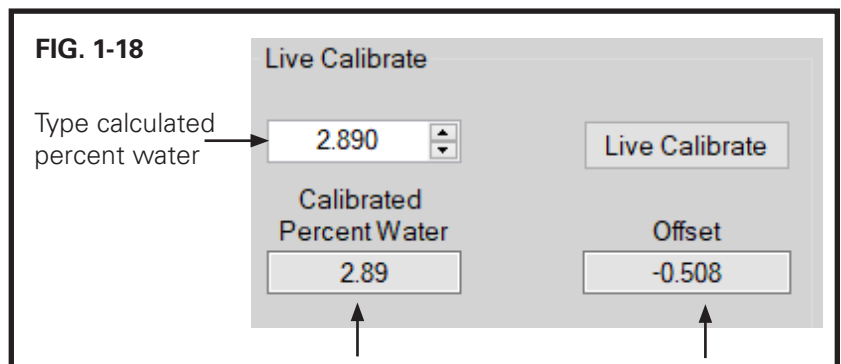 FIG. 1-18
Live Calibrate
Type calculated
percent water
2.890
Live Calibrate
Calibrated
Percent Water
Offset
2.89
-0.508